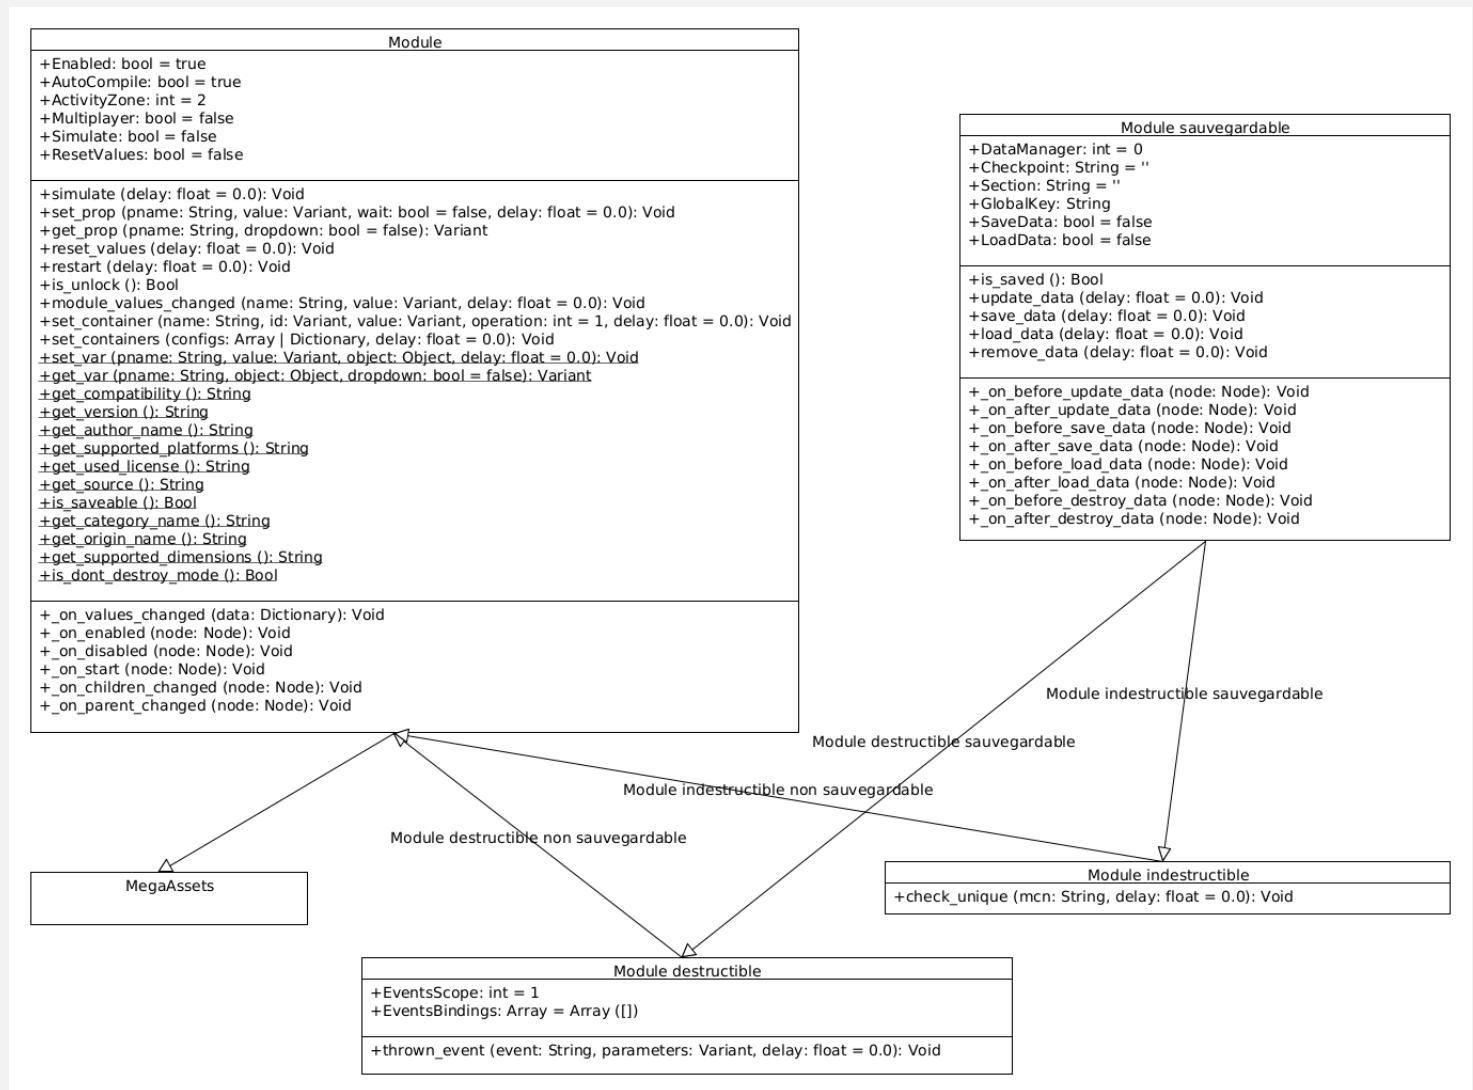 Module
+Enabled: bool = true
+AutoCompile: bool = true
+ActivityZone: int = 2
+Multiplayer: bool = false
+Simulate: bool = false
+ResetValues: bool = false
+simulate (delay: float = 0.0): Void
+set_prop (pname: String, value: Variant, wait: bool = false, delay: float = 0.0): Void
+get_prop (pname: String, dropdown: bool = false): Variant
+reset_values (delay: float = 0.0): Void
+restart (delay: float = 0.0): Void
+is_unlock (): Bool
+module_values_changed (name: String, value: Variant, delay: float = 0.0): Void
+set_container (name: String, id: Variant, value: Variant, operation: int = 1, delay: float = 0.0): Void
+set_containers (configs: Array | Dictionary, delay: float = 0.0): Void
+set_var (pname: String, value: Variant, object: Object, delay: float = 0.0): Void
+get_var (pname: String, object: Object, dropdown: bool = false): Variant
+get_compatibility (): String
+get_version (): String
+get_author_name (): String
+get_supported_platforms (): String
+get_used_license (): String
+get_source (): String
+is_saveable (): Bool
+get_category_name (): String
+get_origin_name (): String
+get_supported_dimensions (): String
+is_dont_destroy_mode (): Bool
+_on_values_changed (data: Dictionary): Void
+_on_enabled (node: Node): Void
+_on_disabled (node: Node): Void
+_on_start (node: Node): Void
+_on_children_changed (node: Node): Void
+_on_parent_changed (node: Node): Void
Module sauvegardable
+DataManager: int = 0
+Checkpoint: String = ''
+Section: String = ''
+GlobalKey: String
+SaveData: bool = false
+LoadData: bool = false
+is_saved (): Bool
+update_data (delay: float = 0.0): Void
+save_data (delay: float = 0.0): Void
+load_data (delay: float = 0.0): Void
+remove_data (delay: float = 0.0): Void
+_on_before_update_data (node: Node): Void
+_on_after_update_data (node: Node): Void
+_on_before_save_data (node: Node): Void
+_on_after_save_data (node: Node): Void
+_on_before_load_data (node: Node): Void
+_on_after_load_data (node: Node): Void
+_on_before_destroy_data (node: Node): Void
+_on_after_destroy_data (node: Node): Void
Module indestructible sauvegardable
Module destructible sauvegardable
Module indestructible non sauvegardable
Module destructible non sauvegardable
MegaAssets
Module indestructible
+check_unique (mcn: String, delay: float = 0.0): Void
Module destructible
+EventsScope: int = 1
+EventsBindings: Array = Array ([])
+thrown_event (event: String, parameters: Variant, delay: float = 0.0): Void